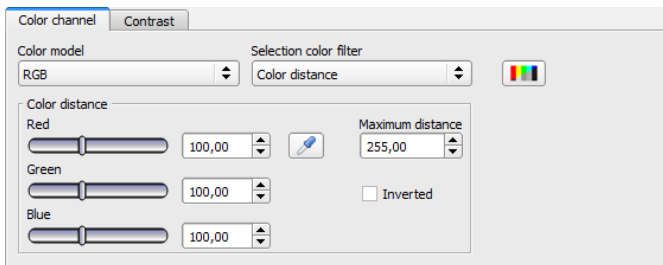 Color channel Contrast
Color model Selection color filter
RGB Color distance
Color distance
Red Maximum distance
100,00 255,00
Green
100,00 Inverted
Blue
100,00